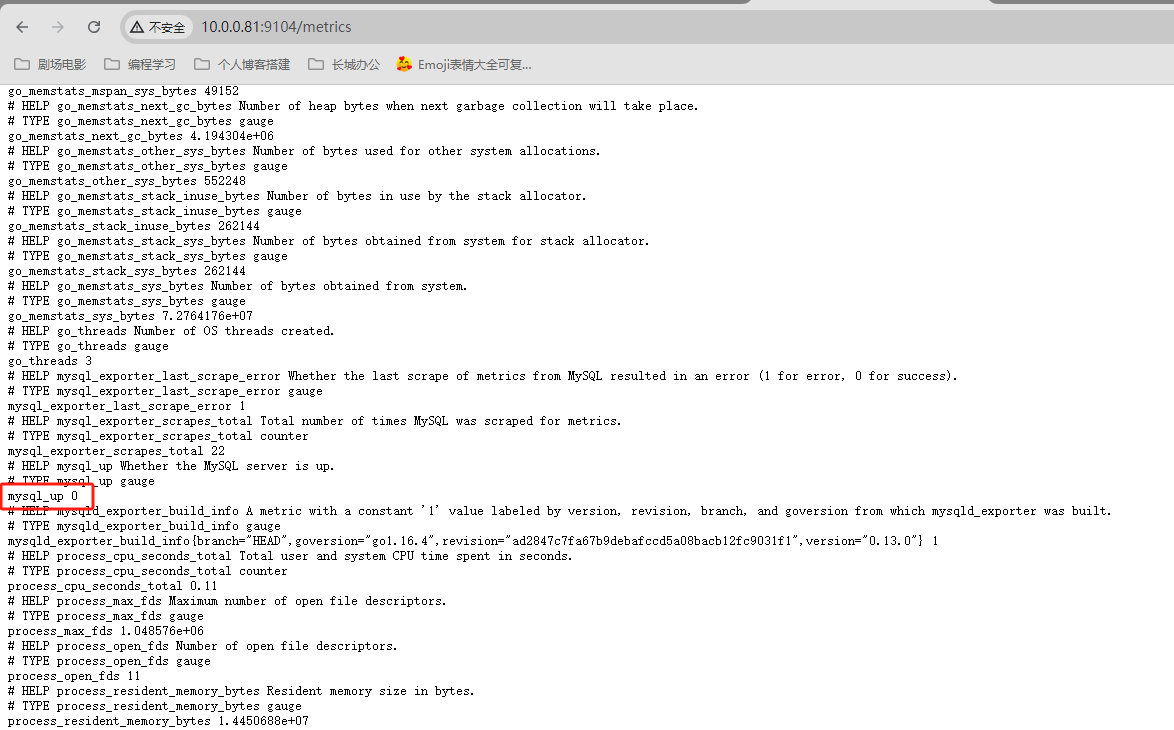 不安全 10.0.0.81:9104/metrics
剧场电影 编程学习 个人博客搭建 长城办公 Emoji表情大全可复...
go_memstats_mspan_sys_bytes 49152
# HELP go_memstats_next_gc_bytes Number of heap bytes when next garbage collection will take place.
# TYPE go_memstats_next_gc_bytes gauge
go_memstats_next_gc_bytes 4.194304e+06
# HELP go_memstats_other_sys_bytes Number of bytes used for other system allocations.
# TYPE go_memstats_other_sys_bytes gauge
go_memstats_other_sys_bytes 552248
# HELP go_memstats_stack_inuse_bytes Number of bytes in use by the stack allocator.
# TYPE go_memstats_stack_inuse_bytes gauge
go_memstats_stack_inuse_bytes 262144
# HELP go_memstats_stack_sys_bytes Number of bytes obtained from system for stack allocator.
# TYPE go_memstats_stack_sys_bytes gauge
go_memstats_stack_sys_bytes 262144
# HELP go_memstats_sys_bytes Number of bytes obtained from system.
# TYPE go_memstats_sys_bytes gauge
go_memstats_sys_bytes 7.2764176e+07
# HELP go_threads Number of OS threads created.
# TYPE go_threads gauge
go_threads 3
# HELP mysql_exporter_last_scrape_error Whether the last scrape of metrics from MySQL resulted in an error (1 for error, 0 for success).
# TYPE mysql_exporter_last_scrape_error gauge
mysql_exporter_last_scrape_error 1
# HELP mysql_exporter_scrapes_total Total number of times MySQL was scraped for metrics.
# TYPE mysql_exporter_scrapes_total counter
mysql_exporter_scrapes_total 22
# HELP mysql_up Whether the MySQL server is up.
# TYPE mysql_up gauge
mysql_up 0
# HELP mysqld_exporter_build_info A metric with a constant '1' value labeled by version, revision, branch, and goversion from which mysqld_exporter was built.
# TYPE mysqld_exporter_build_info gauge
mysqld_exporter_build_info{branch="HEAD",goversion="go1.16.4",revision="ad2847c7fa67b9debafccd5a08bacb12fc9031f1",version="0.13.0"} 1
# HELP process_cpu_seconds_total Total user and system CPU time spent in seconds.
# TYPE process_cpu_seconds_total counter
process_cpu_seconds_total 0.11
# HELP process_max_fds Maximum number of open file descriptors.
# TYPE process_max_fds gauge
process_max_fds 1.048576e+06
# HELP process_open_fds Number of open file descriptors.
# TYPE process_open_fds gauge
process_open_fds 11
# HELP process_resident_memory_bytes Resident memory size in bytes.
# TYPE process_resident_memory_bytes gauge
process_resident_memory_bytes 1.4450688e+07